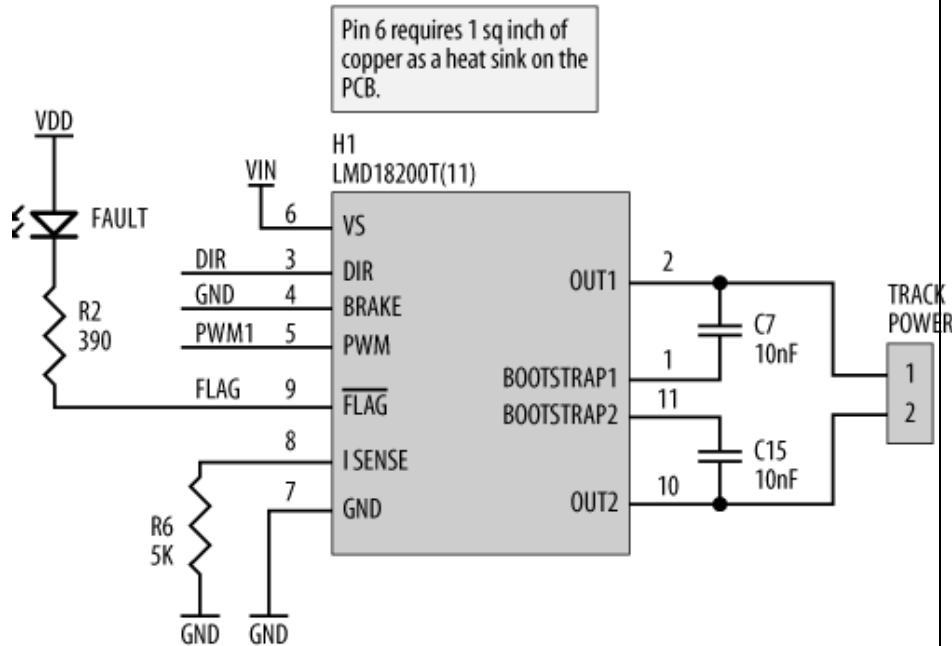 Pin 6 requires 1 sq inch of
copper as a heat sink on the
PCB.
VDD
H1
LMD18200T(11)
VIN
6
VS
FAULT
DIR
3
DIR
GND
4
BRAKE
PWM1
5
PWM
R2
390
FLAG
9
FLAG
8
I SENSE
7
GND
R6
5K
GND
GND
OUT1
2
C7
10nF
1
BOOTSTRAP1
BOOTSTRAP2
11
C15
10nF
10
OUT2
TRACK
POWER
1
2